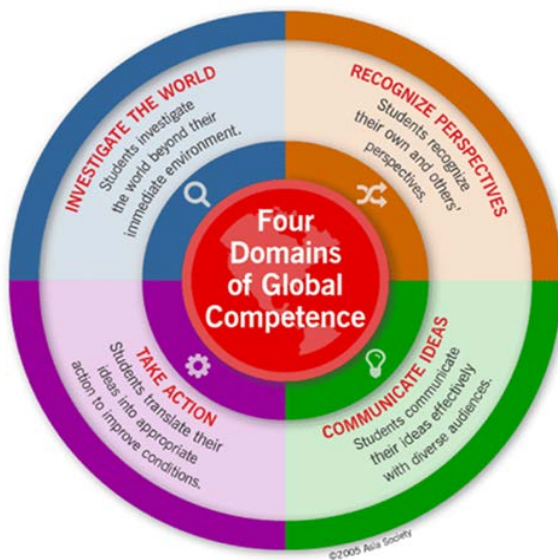 Four
Domains
of Global
Competence
INVESTIGATE THE WORLD
Students investigate
the world beyond their
immediate environment.
RECOGNIZE PERSPECTIVES
Students recognize
their own and others'
perspectives.
COMMUNICATE IDEAS
Students communicate
their ideas effectively
with diverse audiences.
TAKE ACTION
Students translate their
ideas into appropriate
action to improve conditions.
©2005 Asia Society